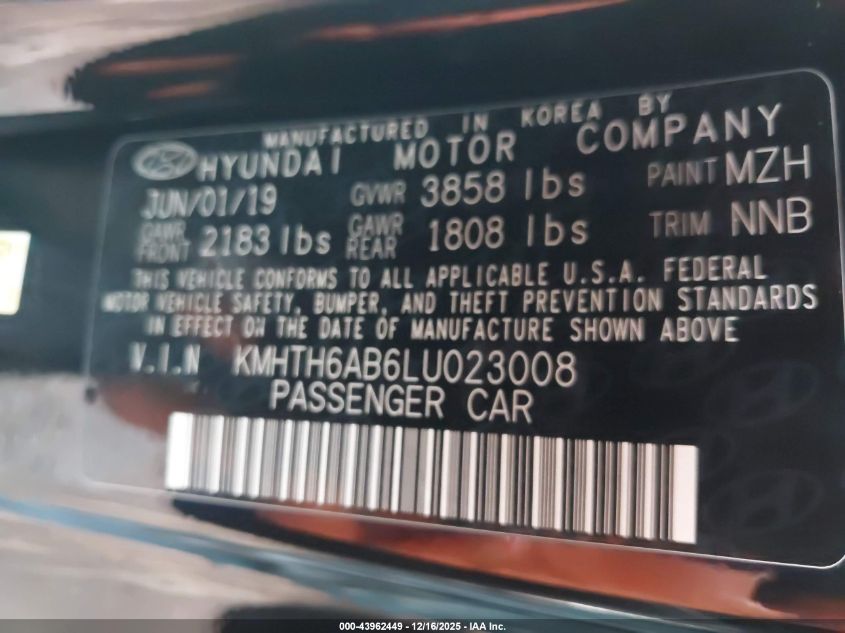 MANUFACTURED IN KOREA BY
HYUNDAI MOTOR COMPANY
JUN/01/19 GVWR 3858 lbs PAINT MZH
GAWR FRONT 2183 lbs GAWR REAR 1808 lbs TRIM NNB
THIS VEHICLE CONFORMS TO ALL APPLICABLE U.S.A. FEDERAL
MOTOR VEHICLE SAFETY, BUMPER, AND THEFT PREVENTION STANDARDS
IN EFFECT ON THE DATE OF MANUFACTURE SHOWN ABOVE
V.I.N KMHTH6AB6LU023008
PASSENGER CAR
000-43962449 - 12/16/2025 - IAA Inc.